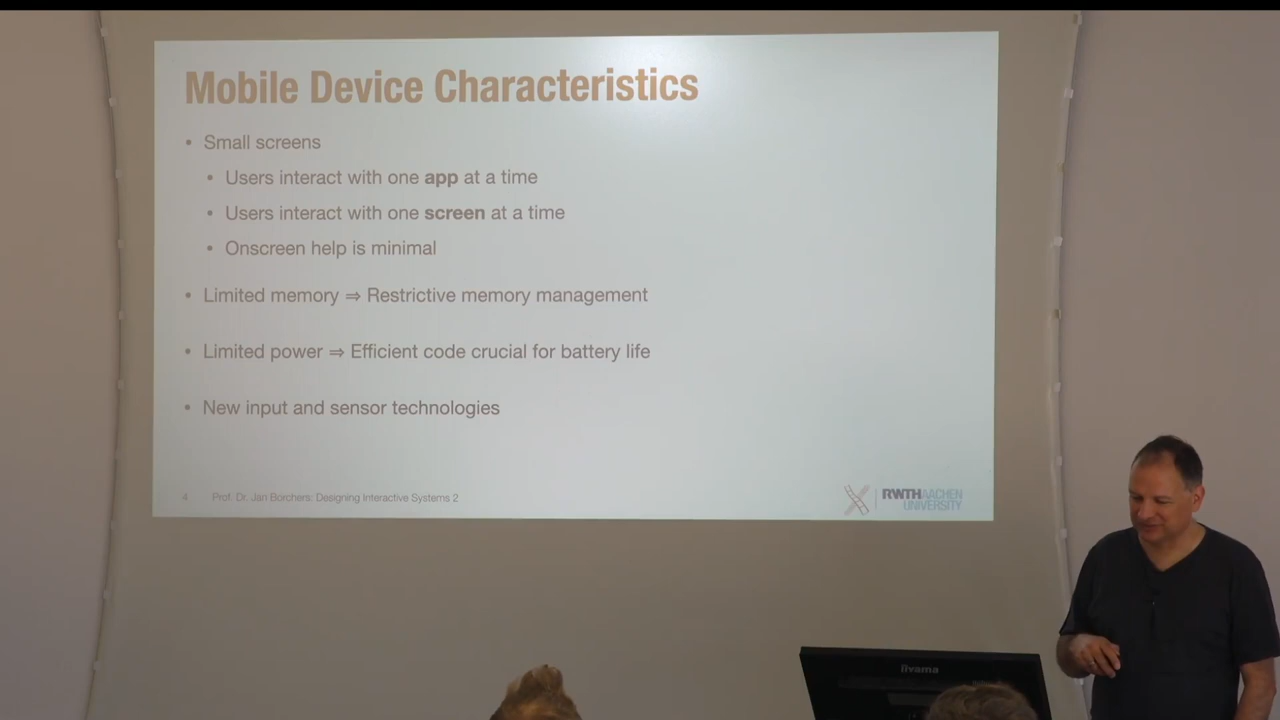 Mobile Device Characteristics
• Small screens
• Users interact with one app at a time
• Users interact with one screen at a time
• Onscreen help is minimal
• Limited memory ⇒ Restrictive memory management
• Limited power ⇒ Efficient code crucial for battery life
• New input and sensor technologies
4 Prof. Dr. Jan Borchers: Designing Interactive Systems 2
RWTHAACHEN
UNIVERSITY
iiyama